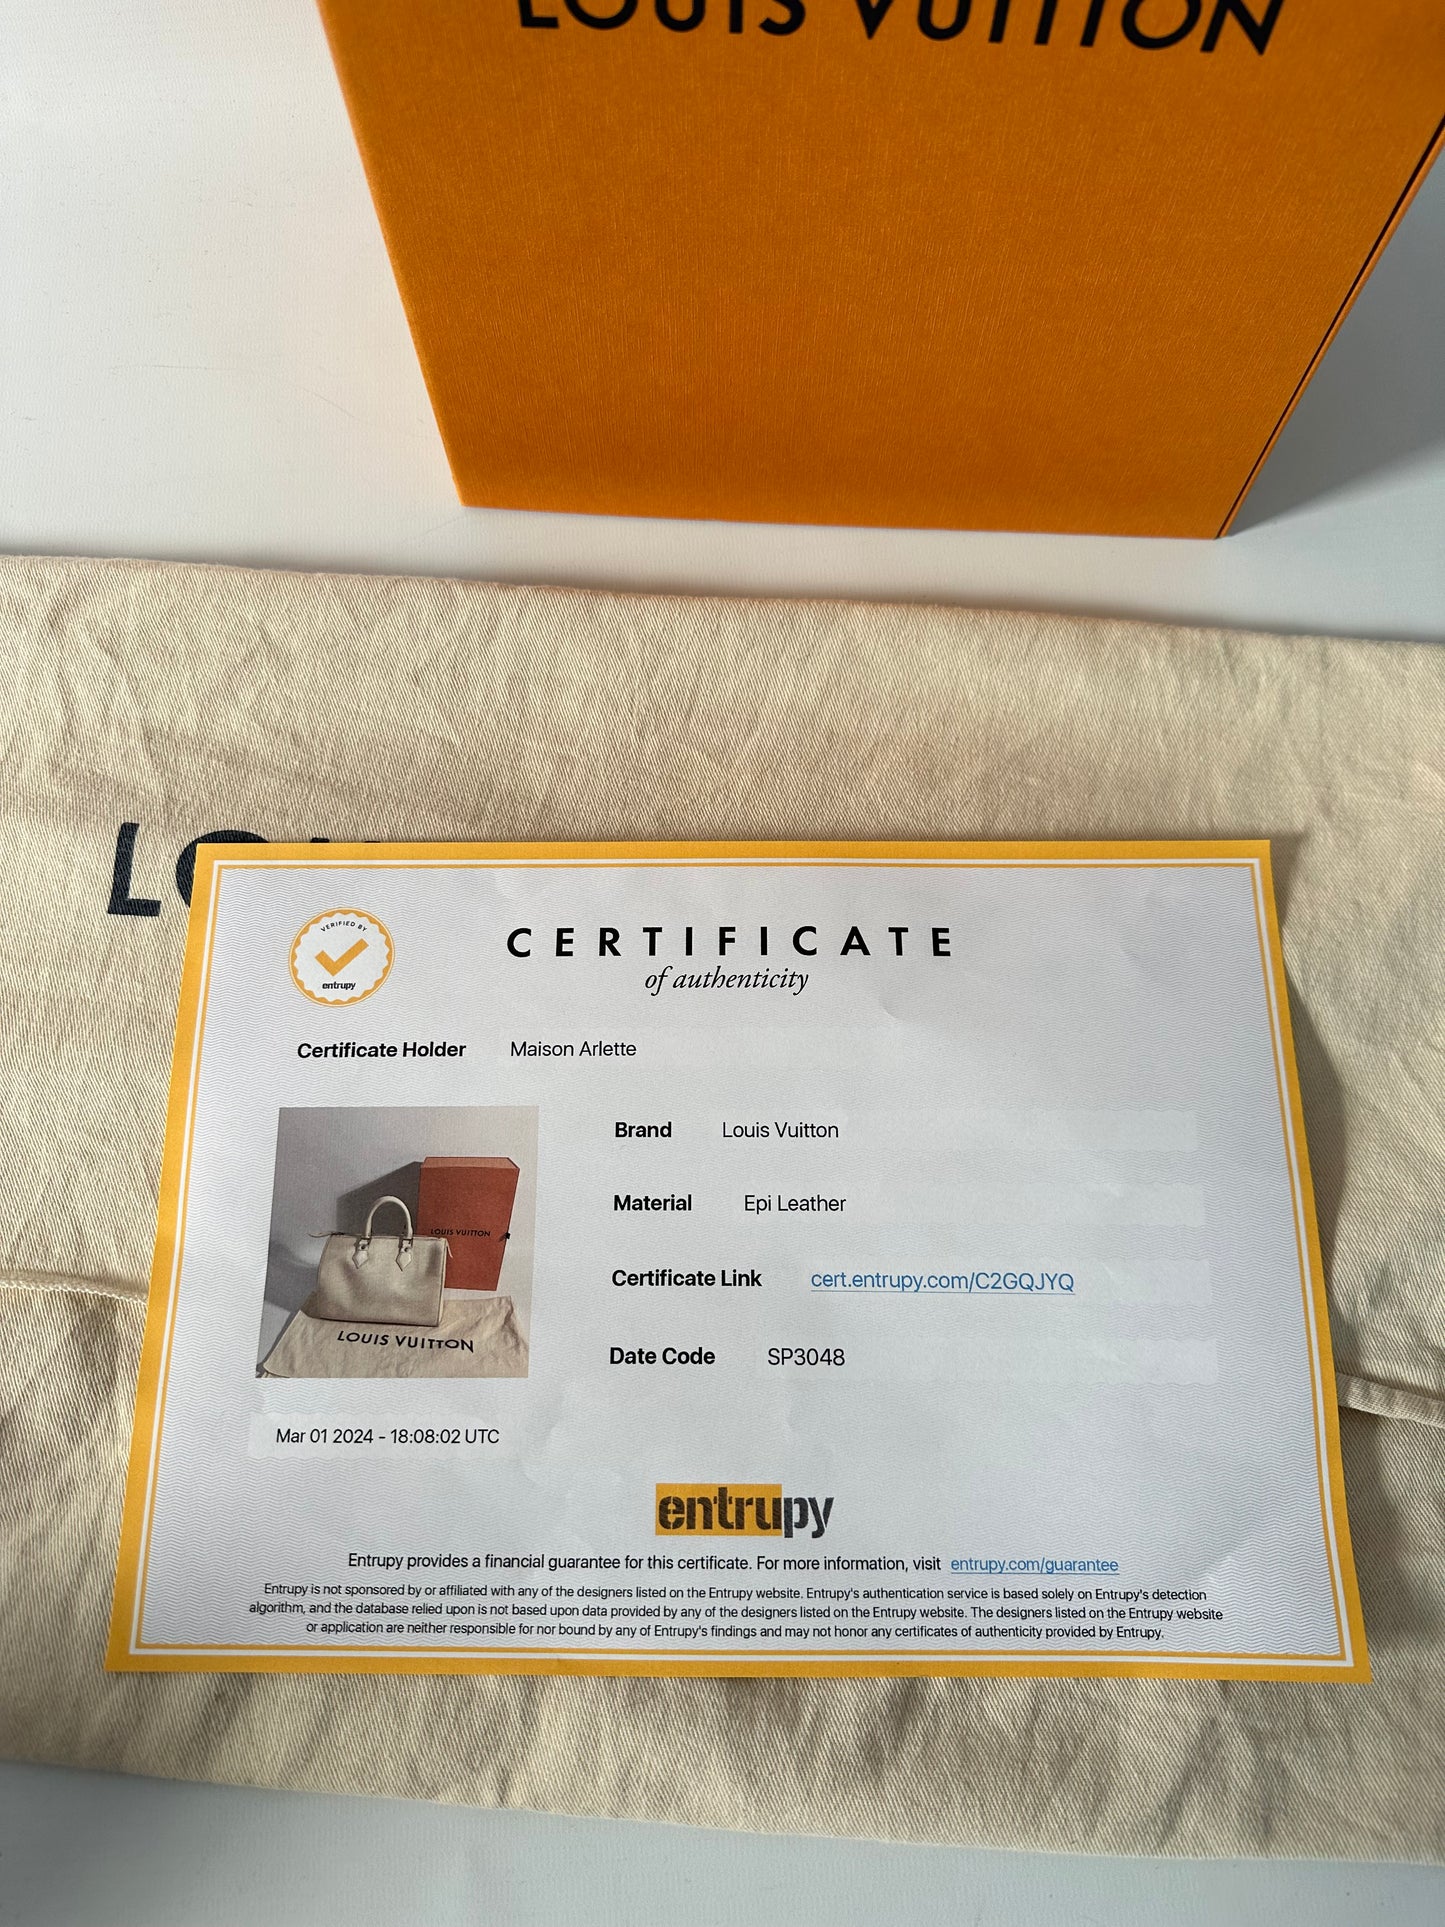 LOUIS VUITTON
LOU
VERIFIED BY
entrupy
CERTIFICATE
of authenticity
Certificate Holder Maison Arlette
Brand Louis Vuitton
Material Epi Leather
LOUIS VUITTON
Certificate Link cert.entrupy.com/C2GQJYQ
LOUIS VUITTON
Date Code SP3048
Mar 01 2024 - 18:08:02 UTC
entrupy
Entrupy provides a financial guarantee for this certificate. For more information, visit entrupy.com/guarantee
Entrupy is not sponsored by or affiliated with any of the designers listed on the Entrupy website. Entrupy's authentication service is based solely on Entrupy's detection
algorithm, and the database relied upon is not based upon data provided by any of the designers listed on the Entrupy website. The designers listed on the Entrupy website
or application are neither responsible for nor bound by any of Entrupy's findings and may not honor any certificates of authenticity provided by Entrupy.